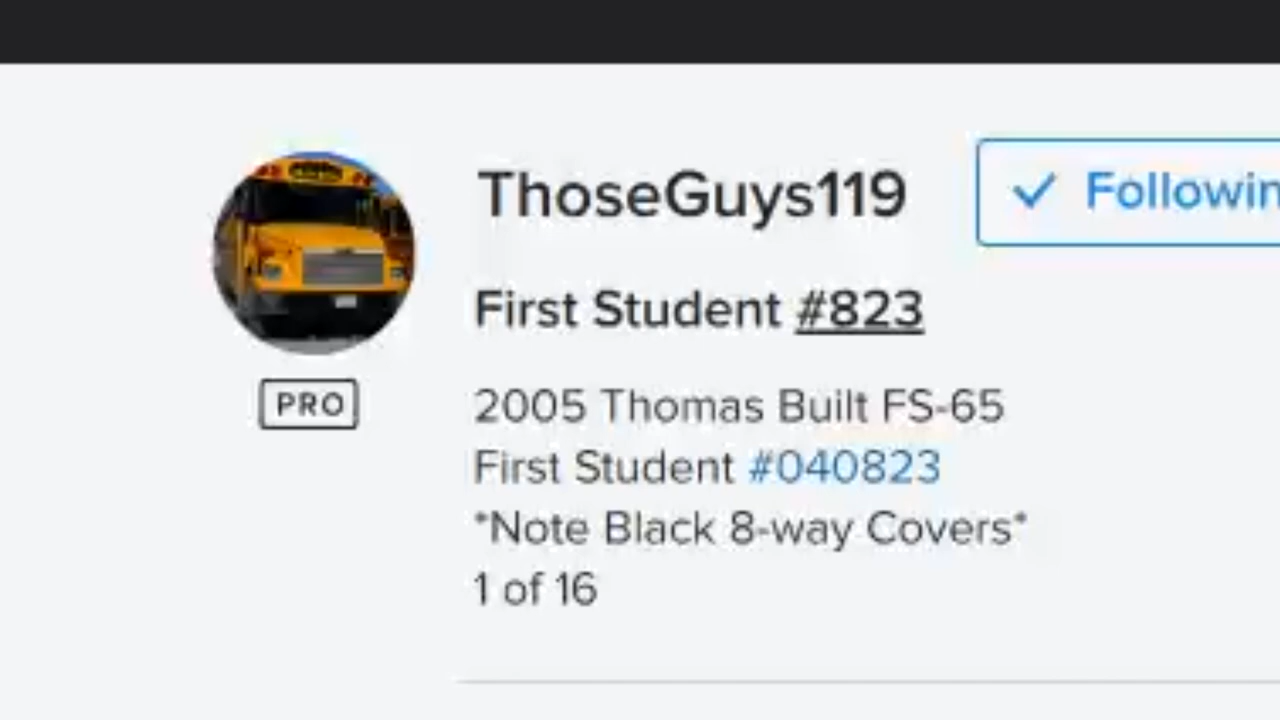 ThoseGuys119
Followin
First Student #823
PRO
2005 Thomas Built FS-65
First Student #040823
*Note Black 8-way Covers*
1 of 16